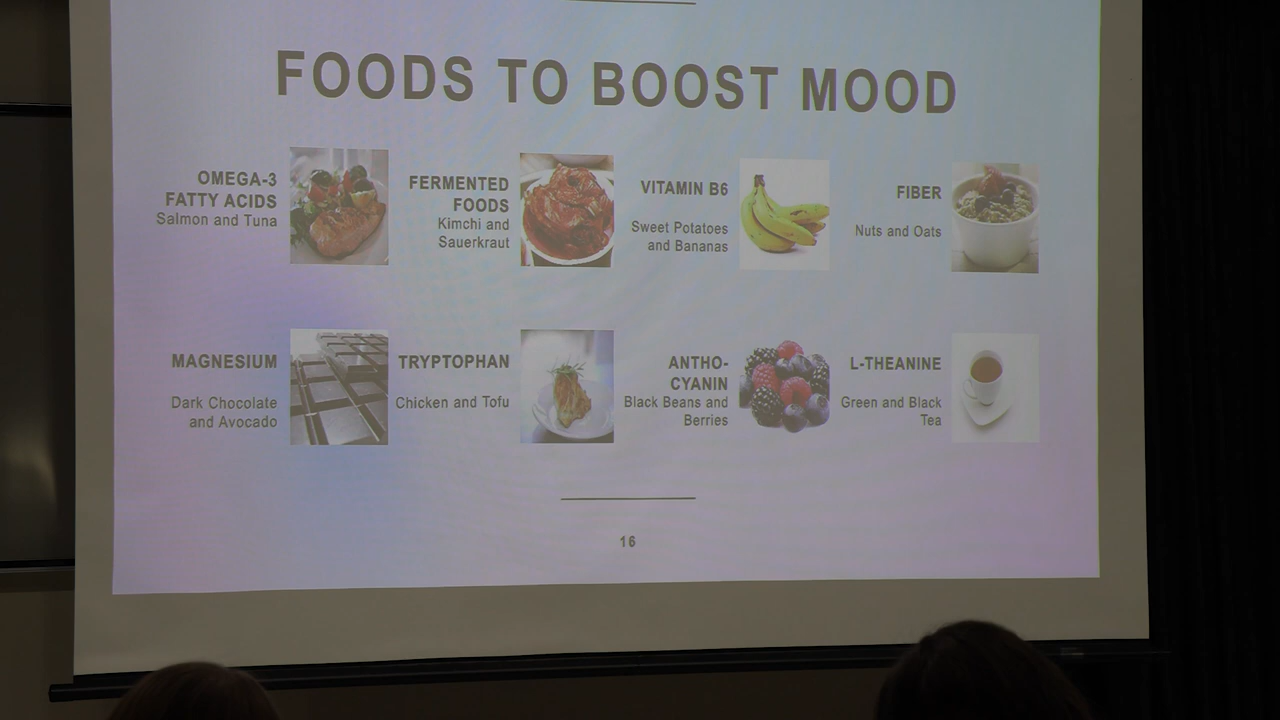 FOODS TO BOOST MOOD
OMEGA-3
FATTY ACIDS
Salmon and Tuna
FERMENTED
FOODS
Kimchi and
Sauerkraut
VITAMIN B6
Sweet Potatoes
and Bananas
FIBER
Nuts and Oats
MAGNESIUM
Dark Chocolate
and Avocado
TRYPTOPHAN
Chicken and Tofu
ANTHO-
CYANIN
Black Beans and
Berries
L-THEANINE
Green and Black
Tea
16